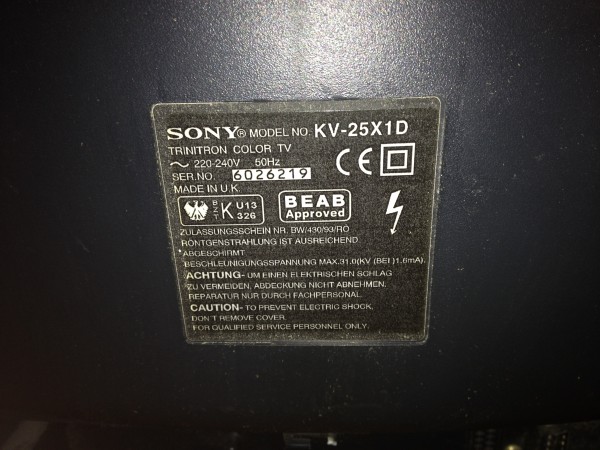 SONY® MODEL NO. KV-25X1D
TRINITRON COLOR TV
~ 220-240V 50Hz
SER.NO. 6026219
MADE IN U.K.
CE
BZT K U13 326
BEAB Approved
ZULASSUNGSSCHEIN NR. BW/430/93/RÖ
RÖNTGENSTRAHLUNG IST AUSREICHEND
ABGESCHIRMT
BESCHLEUNIGUNGSSPANNUNG MAX.31.0(KV (BEI)1.6mA).
ACHTUNG- UM EINEN ELEKTRISCHEN SCHLAG
ZU VERMEIDEN, ABDECKUNG NICHT ABNEHMEN.
REPARATUR NUR DURCH FACHPERSONAL.
CAUTION- TO PREVENT ELECTRIC SHOCK,
DON'T REMOVE COVER.
FOR QUALIFIED SERVICE PERSONNEL ONLY.